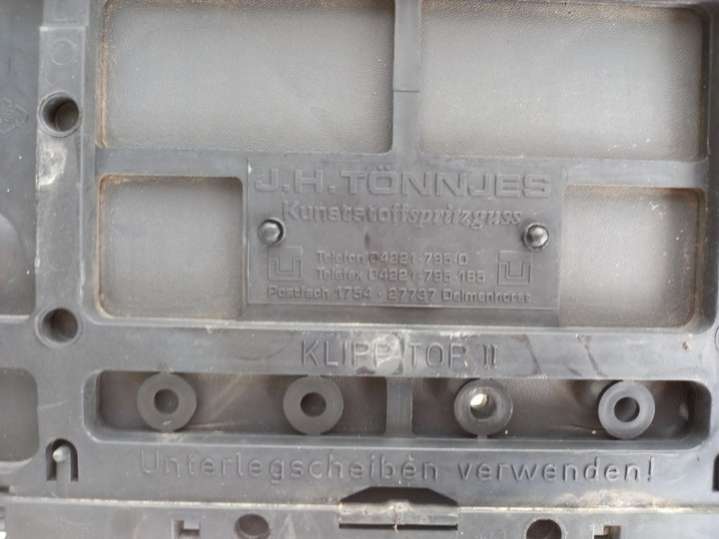 J.H. TÖNNJES
Kunststoffspritzguss
Telefon 04221-795-0
Telefax 04221-795 185
Postfach 1754 · 27737 Delmenhorst
KLIPP TOP II
Unterlegscheiben verwenden!